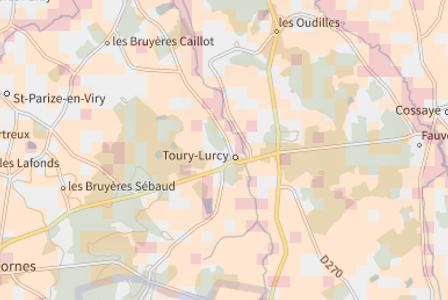 les Oudilles
les Bruyères Caillot
St-Parize-en-Viry
Cossaye
Toury-Lurcy
les Lafonds
les Bruyères Sébaud
D270